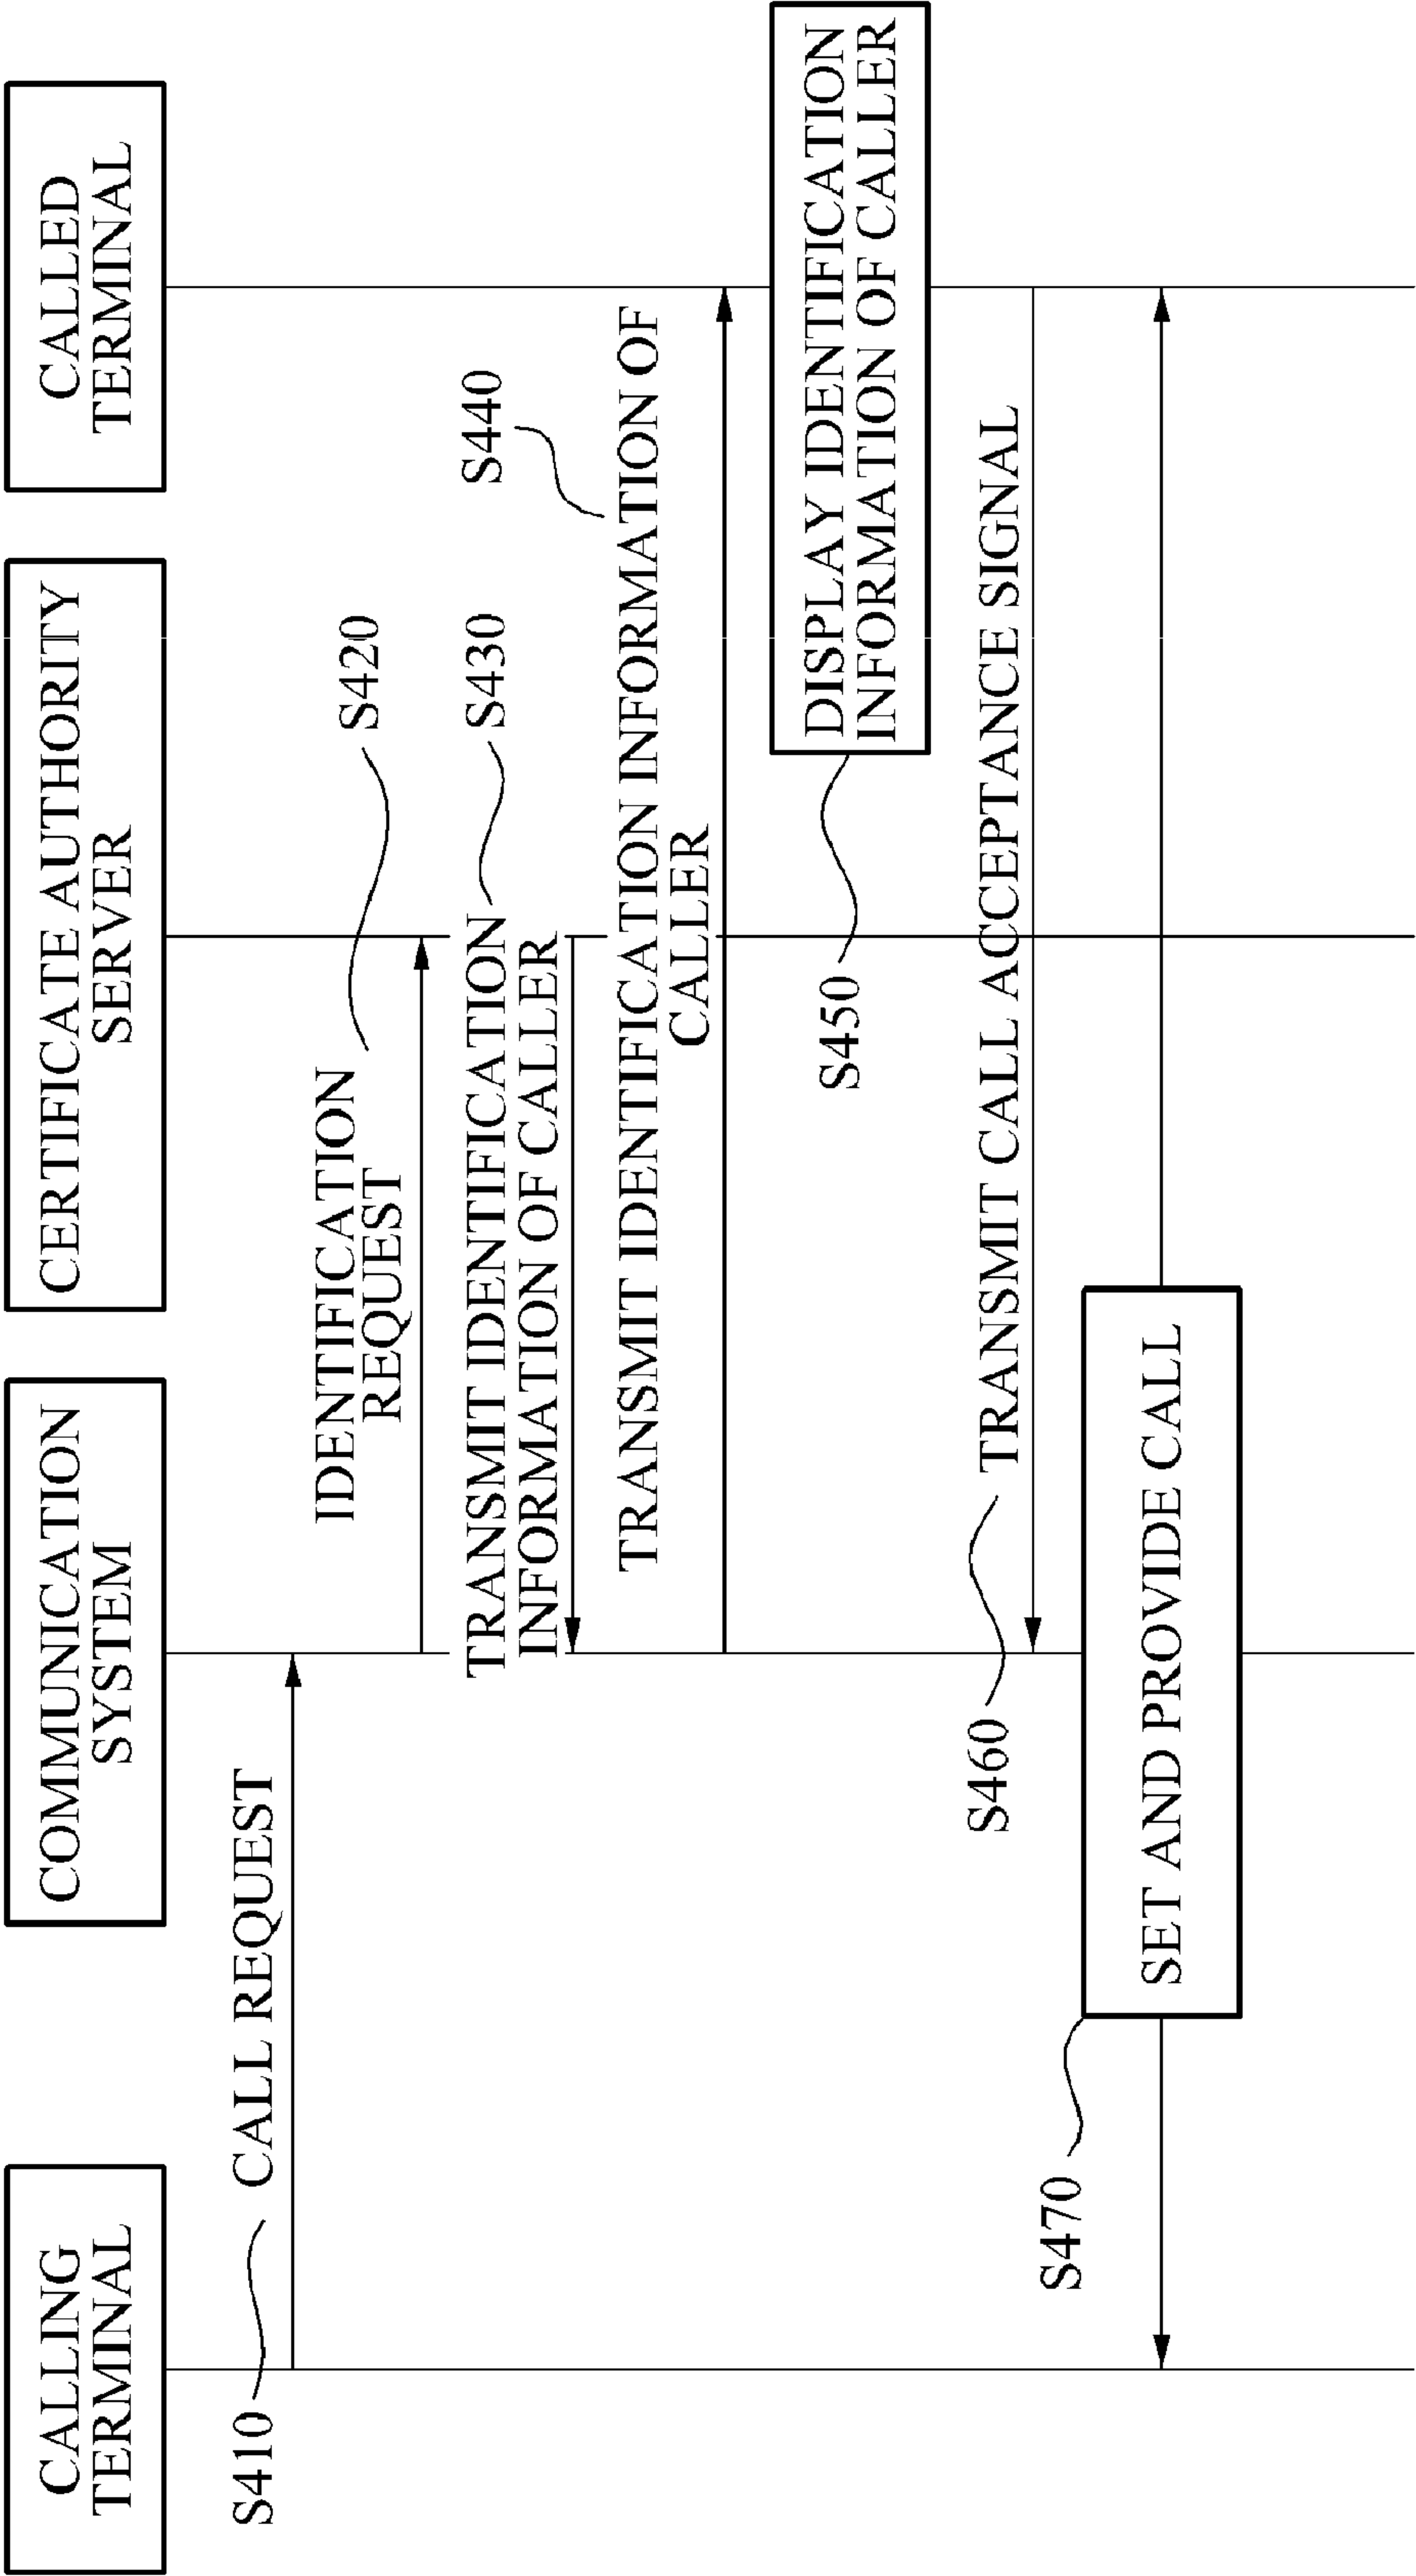 CALLING
TERMINAL
COMMUNICATION
SYSTEM
CERTIFICATE AUTHORITY
SERVER
CALLED
TERMINAL
S410
CALL REQUEST
IDENTIFICATION
REQUEST
S420
TRANSMIT IDENTIFICATION
INFORMATION OF CALLER
S430
S440
TRANSMIT IDENTIFICATION INFORMATION OF
CALLER
S450
DISPLAY IDENTIFICATION
INFORMATION OF CALLER
S460
TRANSMIT CALL ACCEPTANCE SIGNAL
S470
SET AND PROVIDE CALL